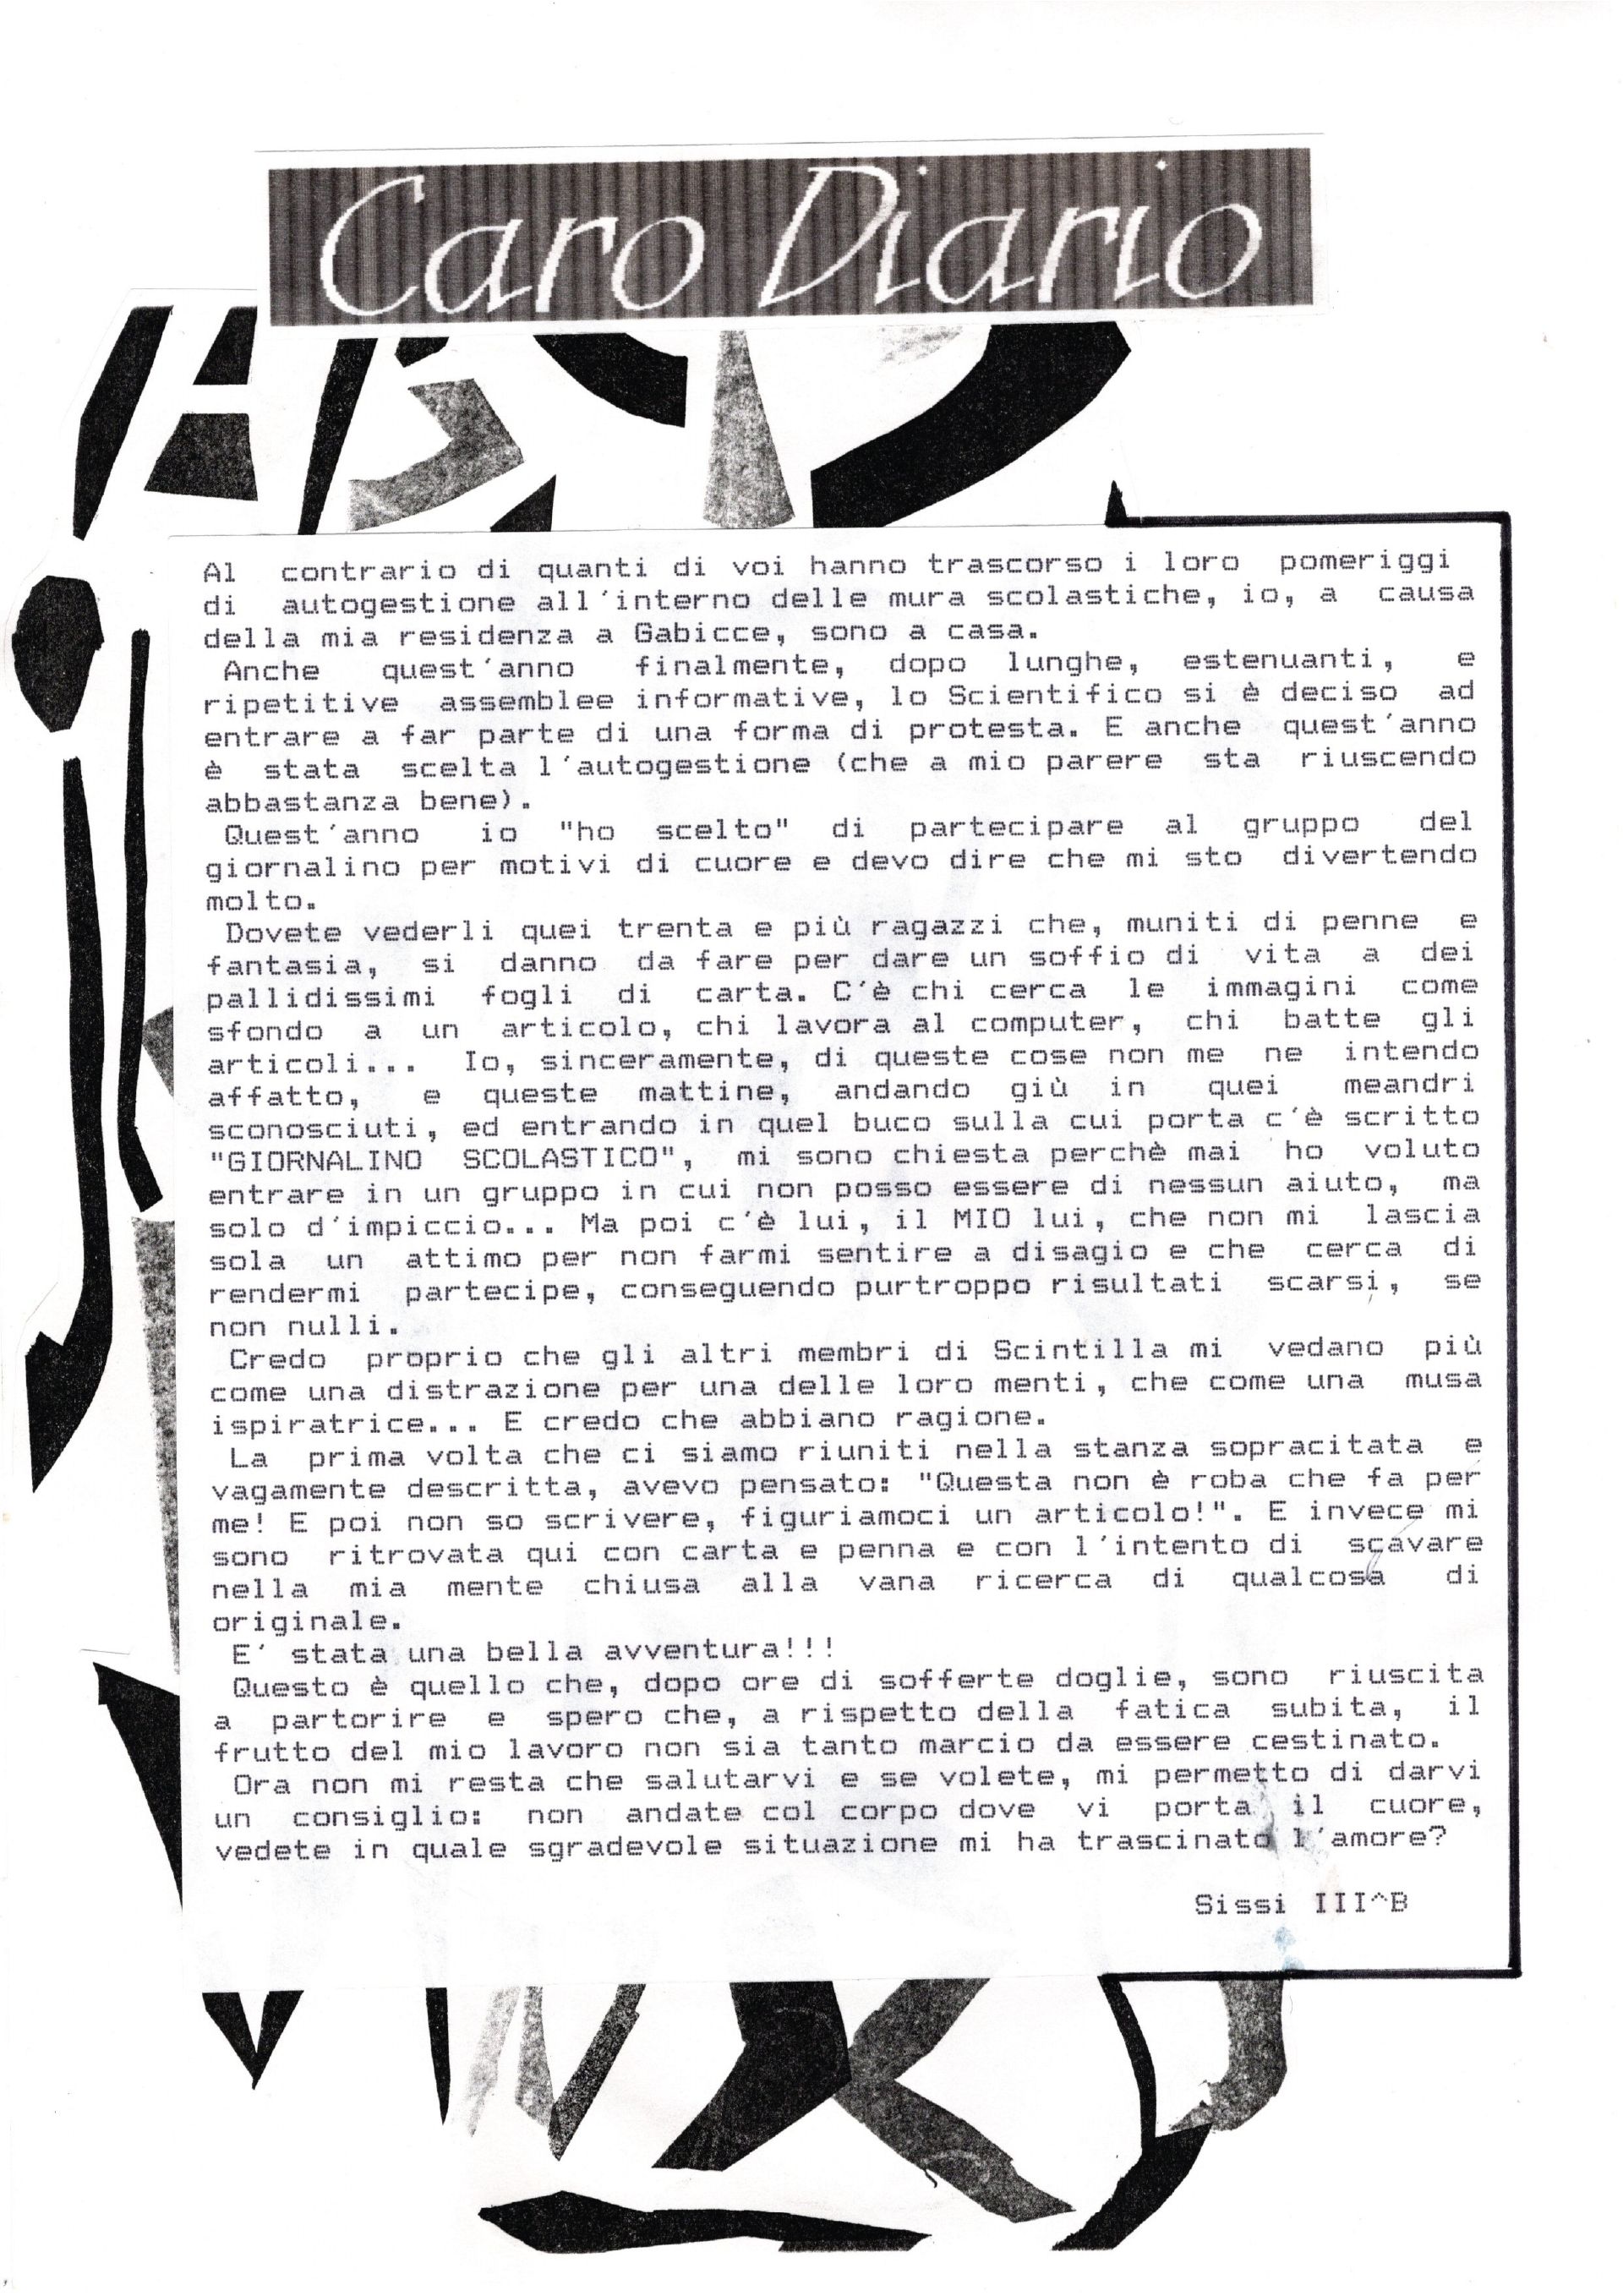 Caro Diario
Al contrario di quanti di voi hanno trascorso i loro pomeriggi
di autogestione all'interno delle mura scolastiche, io, a causa
della mia residenza a Gabicce, sono a casa.
Anche quest'anno finalmente, dopo lunghe, estenuanti, e
ripetitive assemblee informative, lo Scientifico si è deciso ad
entrare a far parte di una forma di protesta. E anche quest'anno
è stata scelta l'autogestione (che a mio parere sta riuscendo
abbastanza bene).
Quest'anno io "ho scelto" di partecipare al gruppo del
giornalino per motivi di cuore e devo dire che mi sto divertendo
molto.
Dovete vederli quei trenta e più ragazzi che, muniti di penne e
fantasia, si danno da fare per dare un soffio di vita a dei
pallidissimi fogli di carta. C'è chi cerca le immagini come
sfondo a un articolo, chi lavora al computer, chi batte gli
articoli... Io, sinceramente, di queste cose non me ne intendo
affatto, e queste mattine, andando giù in quei meandri
sconosciuti, ed entrando in quel buco sulla cui porta c'è scritto
"GIORNALINO SCOLASTICO", mi sono chiesta perchè mai ho voluto
entrare in un gruppo in cui non posso essere di nessun aiuto, ma
solo d'impiccio... Ma poi c'è lui, il MIO lui, che non mi lascia
sola un attimo per non farmi sentire a disagio e che cerca di
rendermi partecipe, conseguendo purtroppo risultati scarsi, se
non nulli.
Credo proprio che gli altri membri di Scintilla mi vedano più
come una distrazione per una delle loro menti, che come una musa
ispiratrice... E credo che abbiano ragione.
La prima volta che ci siamo riuniti nella stanza sopracitata e
vagamente descritta, avevo pensato: "Questa non è roba che fa per
me! E poi non so scrivere, figuriamoci un articolo!". E invece mi
sono ritrovata qui con carta e penna e con l'intento di scavare
nella mia mente chiusa alla vana ricerca di qualcosa di
originale.
E' stata una bella avventura!!!
Questo è quello che, dopo ore di sofferte doglie, sono riuscita
a partorire e spero che, a rispetto della fatica subita, il
frutto del mio lavoro non sia tanto marcio da essere cestinato.
Ora non mi resta che salutarvi e se volete, mi permetto di darvi
un consiglio: non andate col corpo dove vi porta il cuore,
vedete in quale sgradevole situazione mi ha trascinato l'amore?
Sissi III^B